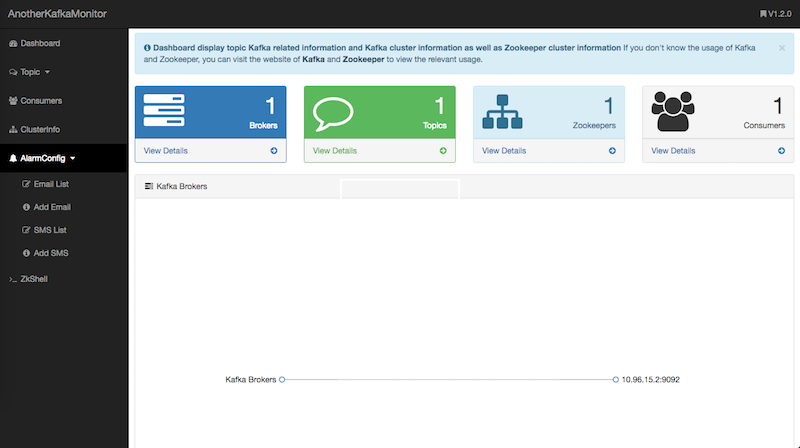 AnotherKafkaMonitor
V1.2.0
Dashboard
Topic
Consumers
ClusterInfo
AlarmConfig
Email List
Add Email
SMS List
Add SMS
ZkShell
Dashboard display topic Kafka related information and Kafka cluster information as well as Zookeeper cluster information If you don't know the usage of Kafka
and Zookeeper, you can visit the website of Kafka and Zookeeper to view the relevant usage.
×
1
Brokers
View Details
1
Topics
View Details
1
Zookeepers
View Details
1
Consumers
View Details
Kafka Brokers
Kafka Brokers
10.96.15.2:9092